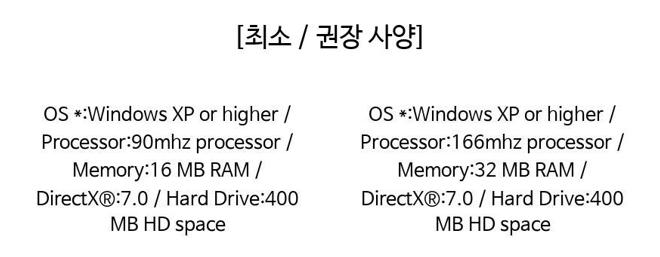 [최소 / 권장 사양]
OS *:Windows XP or higher /
Processor:90mhz processor /
Memory:16 MB RAM /
DirectX®:7.0 / Hard Drive:400
MB HD space
OS *:Windows XP or higher /
Processor:166mhz processor /
Memory:32 MB RAM /
DirectX®:7.0 / Hard Drive:400
MB HD space